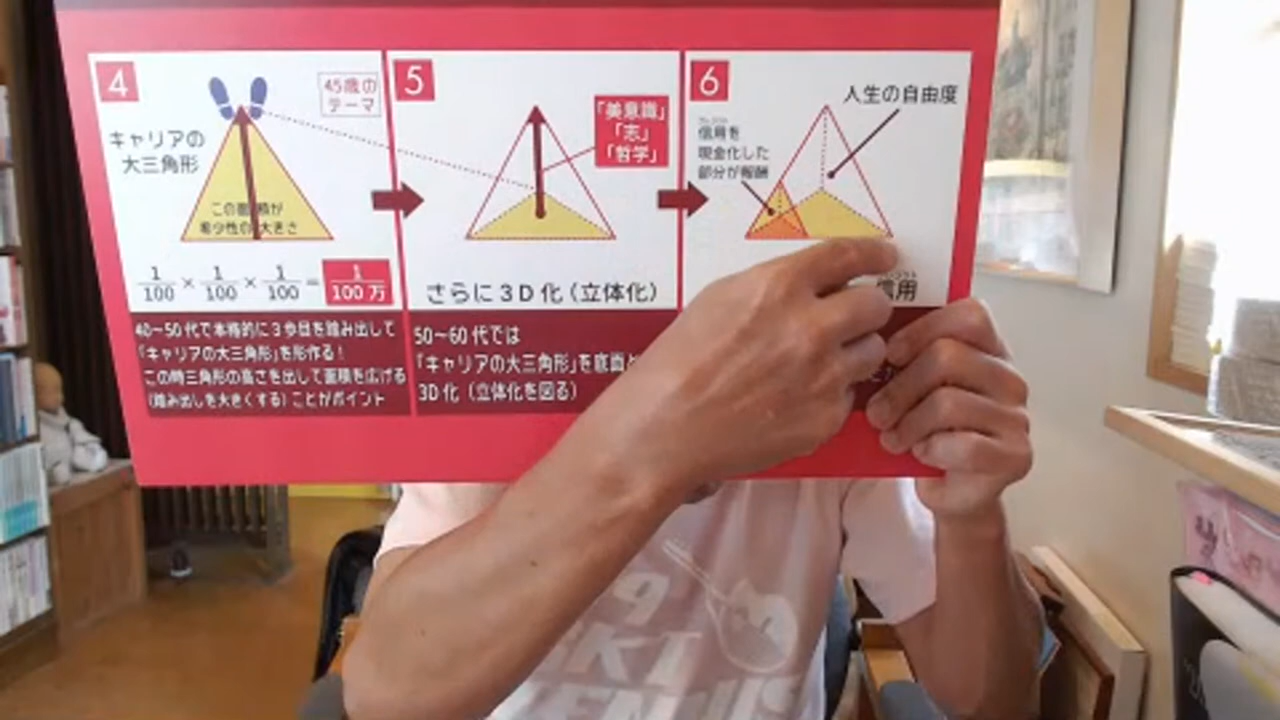 4
45歳の
テーマ
キャリアの
大三角形
この面積が
希少性の大きさ
1/100 × 1/100 × 1/100 = 1/100万
40〜50代で本格的に3歩目を踏み出して
「キャリアの大三角形」を形作る!
この時三角形の高さを出して面積を広げる
(踏み出しを大きくする)ことがポイント
5
「美意識」
「志」
「哲学」
さらに3D化(立体化)
50〜60代では
「キャリアの大三角形」を底面と
3D化(立体化を図る)
6
人生の自由度
クレジット
信用を
現金化した
部分が報酬
信用
9
SKI